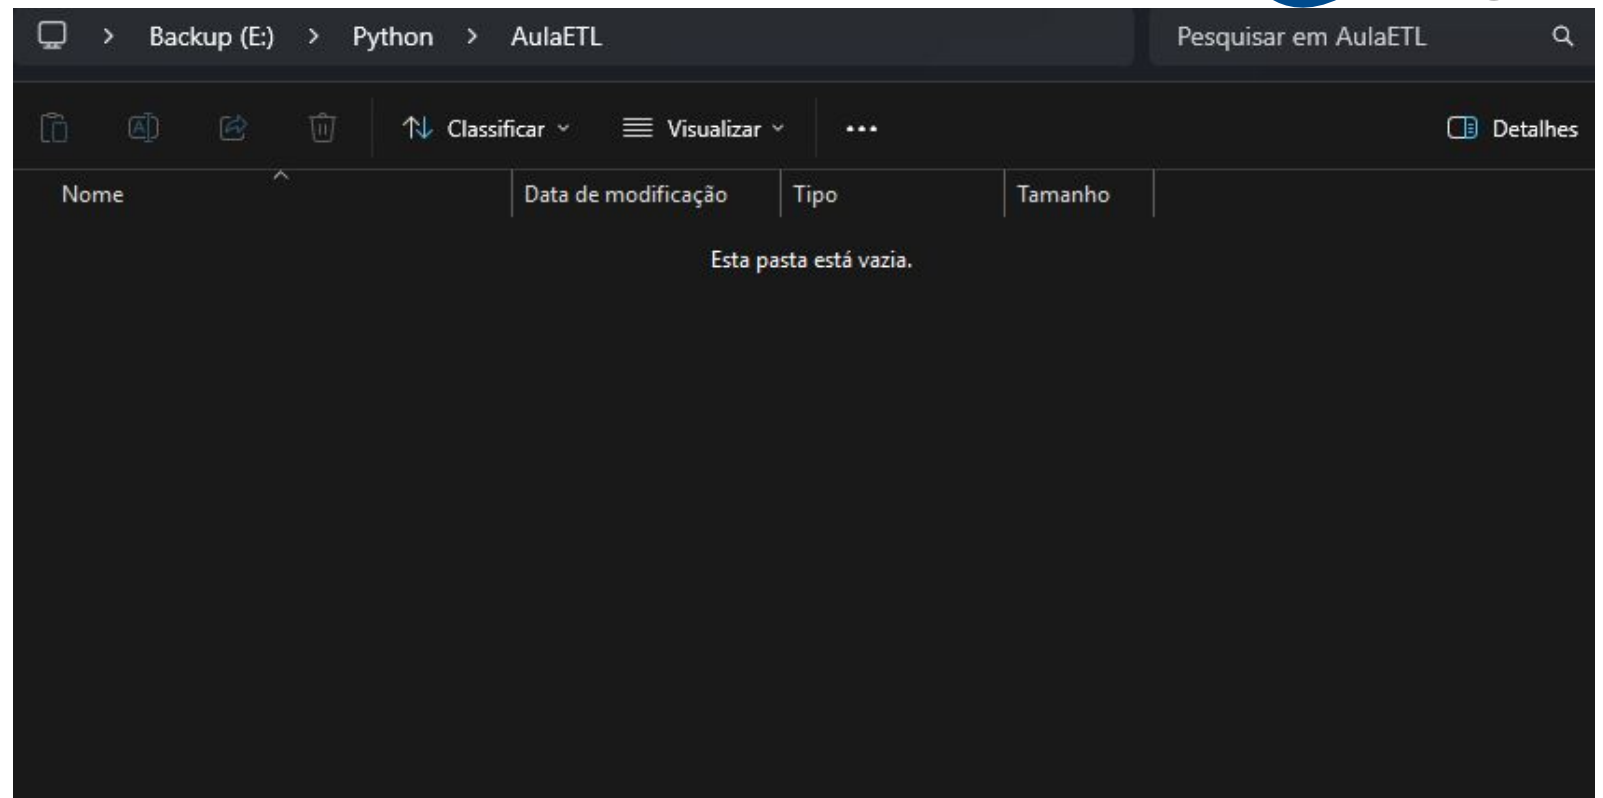 Backup (E:) > Python > AulaETL
Pesquisar em AulaETL
Classificar
Visualizar
Detalhes
Nome
Data de modificação
Tipo
Tamanho
Esta pasta está vazia.